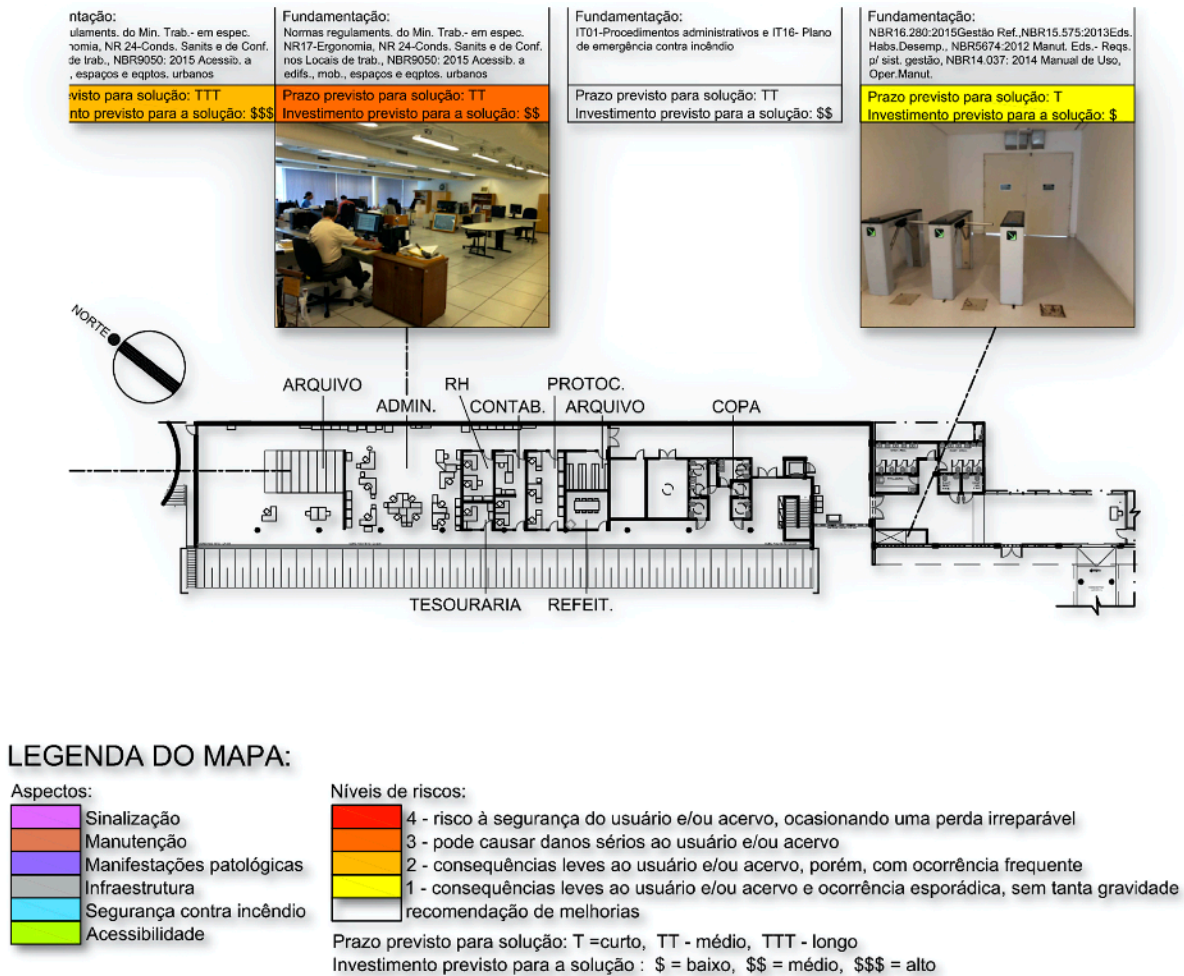 ntação:
ulaments. do Min. Trab.- em espec.
nomia, NR 24-Conds. Sanits e de Conf.
de trab., NBR9050: 2015 Acessib. a
, espaços e eqptos. urbanos
evisto para solução: TTT
nto previsto para a solução: $$$
Fundamentação:
Normas regulaments. do Min. Trab.- em espec.
NR17-Ergonomia, NR 24-Conds. Sanits e de Conf.
nos Locais de trab., NBR9050: 2015 Acessib. a
edifs., mob., espaços e eqptos. urbanos
Prazo previsto para solução: TT
Investimento previsto para a solução: $$
Fundamentação:
IT01-Procedimentos administrativos e IT16- Plano
de emergência contra incêndio
Prazo previsto para solução: TT
Investimento previsto para a solução: $$
Fundamentação:
NBR16.280:2015Gestão Ref.,NBR15.575:2013Eds.
Habs.Desemp., NBR5674:2012 Manut. Eds.- Reqs.
p/ sist. gestão, NBR14.037: 2014 Manual de Uso,
Oper.Manut.
Prazo previsto para solução: T
Investimento previsto para a solução: $
NORTE
ARQUIVO
RH
PROTOC.
ADMIN.
CONTAB.
ARQUIVO
COPA
TESOURARIA
REFEIT.
LEGENDA DO MAPA:
Aspectos:
Sinalização
Manutenção
Manifestações patológicas
Infraestrutura
Segurança contra incêndio
Acessibilidade
Níveis de riscos:
4 - risco à segurança do usuário e/ou acervo, ocasionando uma perda irreparável
3 - pode causar danos sérios ao usuário e/ou acervo
2 - consequências leves ao usuário e/ou acervo, porém, com ocorrência frequente
1 - consequências leves ao usuário e/ou acervo e ocorrência esporádica, sem tanta gravidade
recomendação de melhorias
Prazo previsto para solução: T =curto, TT - médio, TTT - longo
Investimento previsto para a solução : $ = baixo, $$ = médio, $$$ = alto